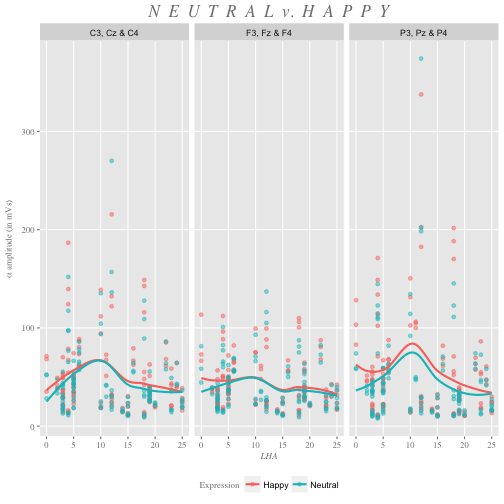 NEUTRAL v. HAPPY
C3, Cz & C4 F3, Fz & F4 P3, Pz & P4
α amplitude (in mVs)
300
200
100
0
0 5 10 15 20 25 0 5 10 15 20 25 0 5 10 15 20 25
LHA
Expression Happy Neutral